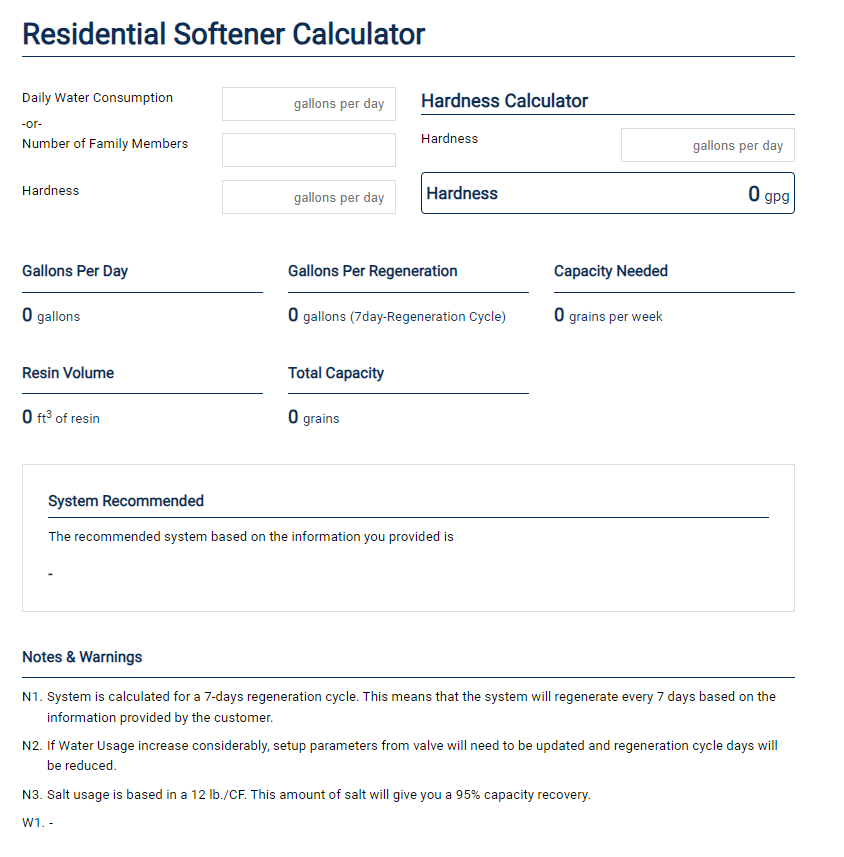 Residential Softener Calculator
Daily Water Consumption
gallons per day
-or-
Number of Family Members
Hardness
gallons per day
Hardness Calculator
Hardness
gallons per day
Hardness
0 gpg
Gallons Per Day
0 gallons
Gallons Per Regeneration
0 gallons (7day-Regeneration Cycle)
Capacity Needed
0 grains per week
Resin Volume
0 ft³ of resin
Total Capacity
0 grains
System Recommended
The recommended system based on the information you provided is
-
Notes & Warnings
N1. System is calculated for a 7-days regeneration cycle. This means that the system will regenerate every 7 days based on the
information provided by the customer.
N2. If Water Usage increase considerably, setup parameters from valve will need to be updated and regeneration cycle days will
be reduced.
N3. Salt usage is based in a 12 lb./CF. This amount of salt will give you a 95% capacity recovery.
W1. -